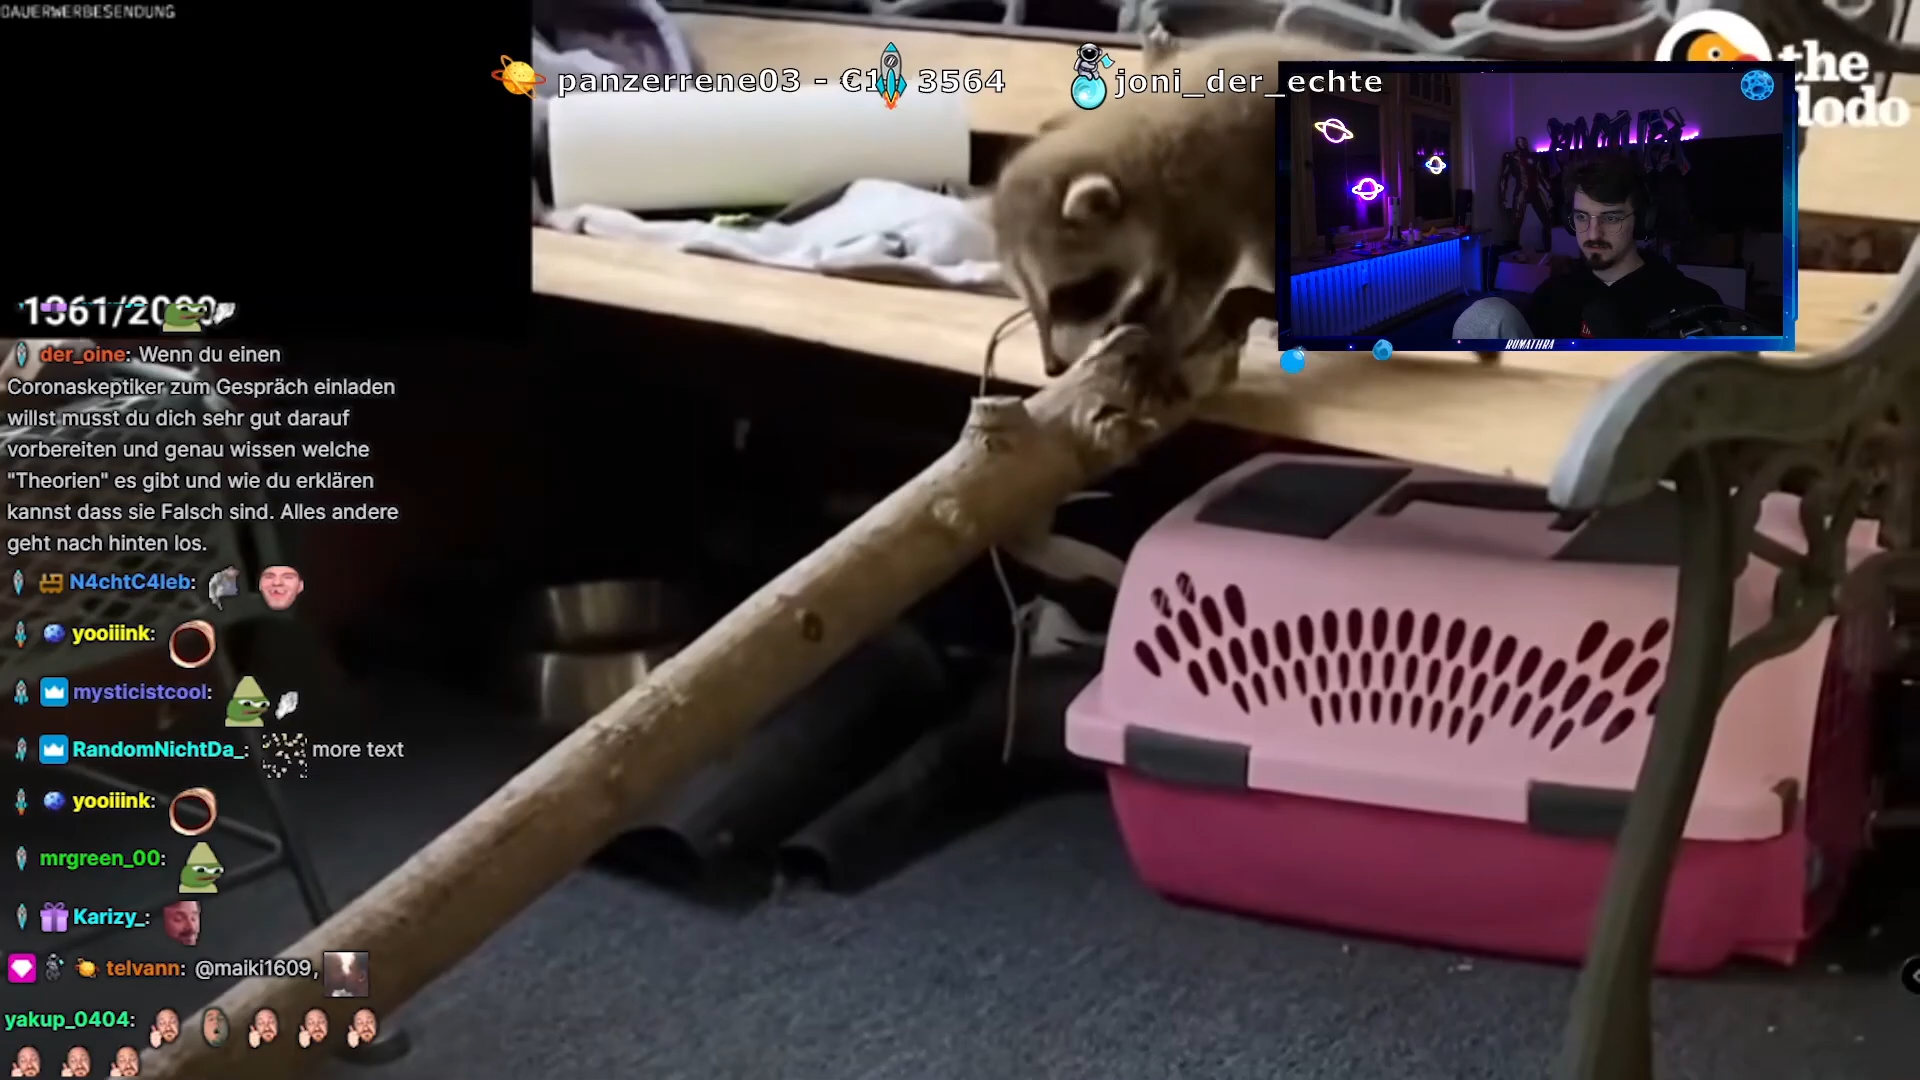 DAUERWERBESENDUNG
the
dodo
panzerrene03 - €1
3564
joni_der_echte
RUMATHRA
1361/2000
der_oine: Wenn du einen
Coronaskeptiker zum Gespräch einladen
willst musst du dich sehr gut darauf
vorbereiten und genau wissen welche
"Theorien" es gibt und wie du erklären
kannst dass sie Falsch sind. Alles andere
geht nach hinten los.
N4chtC4leb:
yooiiink:
mysticistcool:
RandomNichtDa_: more text
yooiiink:
mrgreen_00:
Karizy_:
telvann: @maiki1609,
yakup_0404: